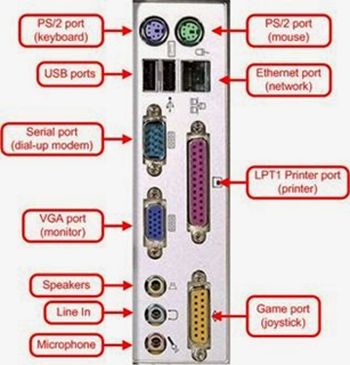 PS/2 port
(keyboard)
PS/2 port
(mouse)
USB ports
Ethernet port
(network)
Serial port
(dial-up modem)
LPT1 Printer port
(printer)
VGA port
(monitor)
Speakers
Line In
Game port
(joystick)
Microphone